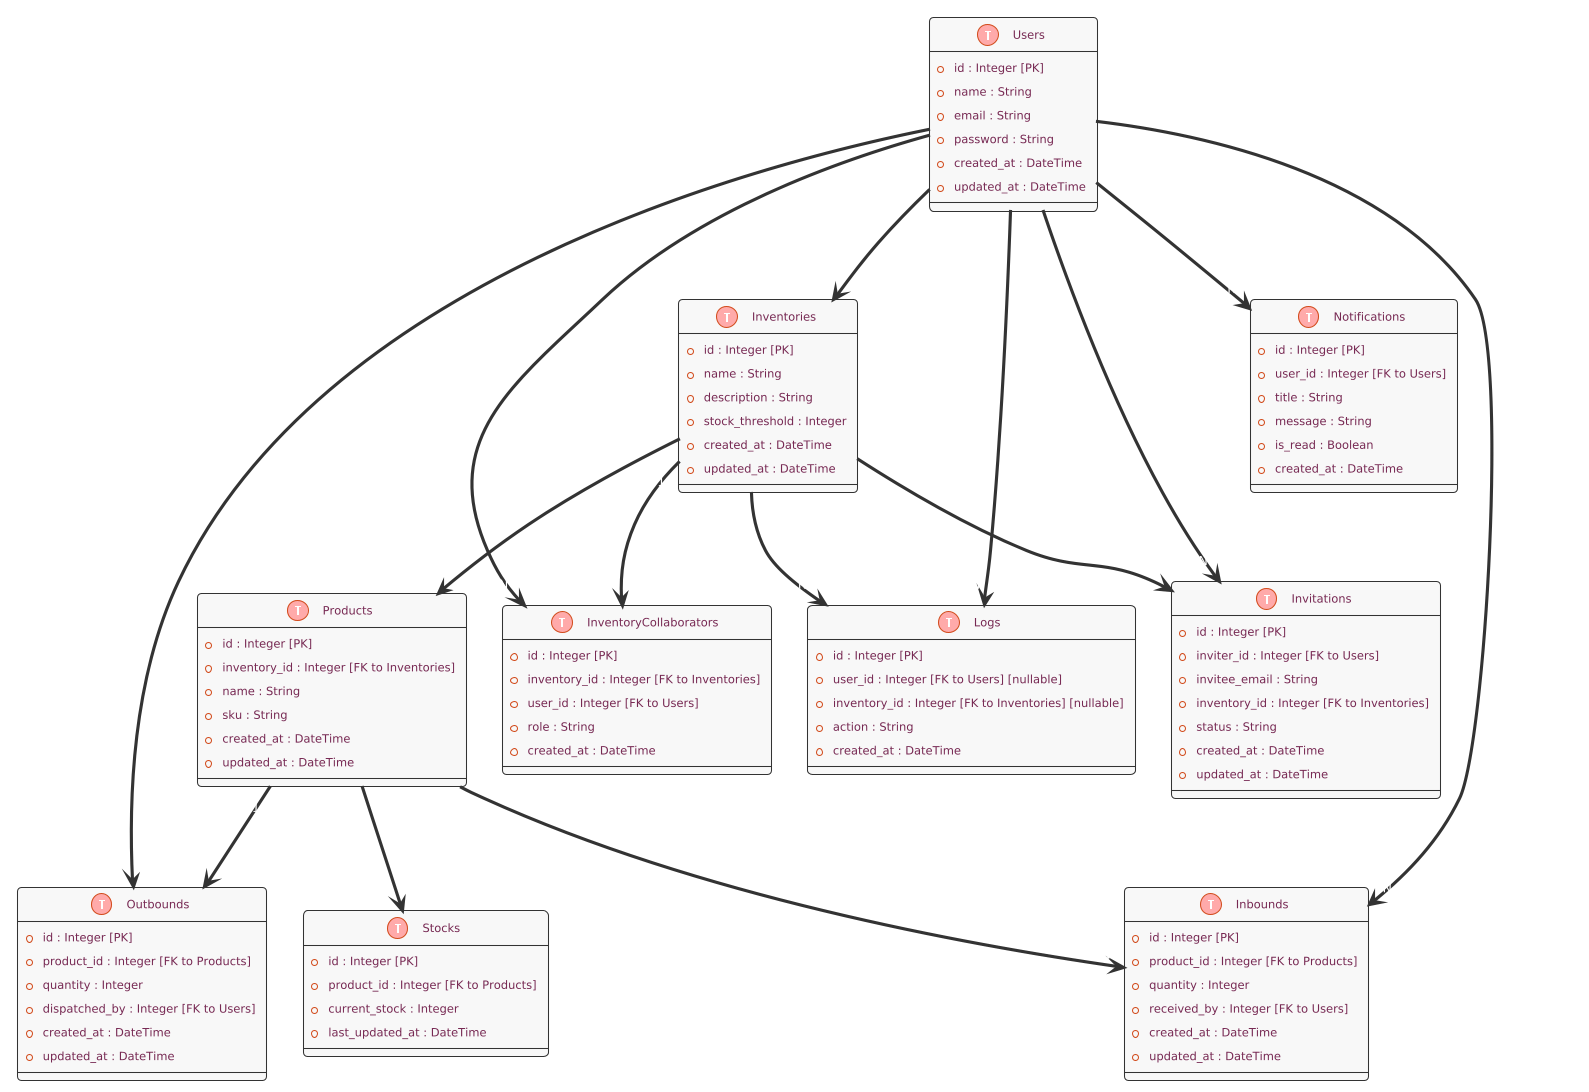 T Users
id : Integer [PK]
name : String
email : String
password : String
created_at : DateTime
updated_at : DateTime
T Inventories
id : Integer [PK]
name : String
description : String
stock_threshold : Integer
created_at : DateTime
updated_at : DateTime
T Notifications
id : Integer [PK]
user_id : Integer [FK to Users]
title : String
message : String
is_read : Boolean
created_at : DateTime
T Products
id : Integer [PK]
inventory_id : Integer [FK to Inventories]
name : String
sku : String
created_at : DateTime
updated_at : DateTime
T InventoryCollaborators
id : Integer [PK]
inventory_id : Integer [FK to Inventories]
user_id : Integer [FK to Users]
role : String
created_at : DateTime
T Logs
id : Integer [PK]
user_id : Integer [FK to Users] [nullable]
inventory_id : Integer [FK to Inventories] [nullable]
action : String
created_at : DateTime
T Invitations
id : Integer [PK]
inviter_id : Integer [FK to Users]
invitee_email : String
inventory_id : Integer [FK to Inventories]
status : String
created_at : DateTime
updated_at : DateTime
T Outbounds
id : Integer [PK]
product_id : Integer [FK to Products]
quantity : Integer
dispatched_by : Integer [FK to Users]
created_at : DateTime
updated_at : DateTime
T Stocks
id : Integer [PK]
product_id : Integer [FK to Products]
current_stock : Integer
last_updated_at : DateTime
T Inbounds
id : Integer [PK]
product_id : Integer [FK to Products]
quantity : Integer
received_by : Integer [FK to Users]
created_at : DateTime
updated_at : DateTime